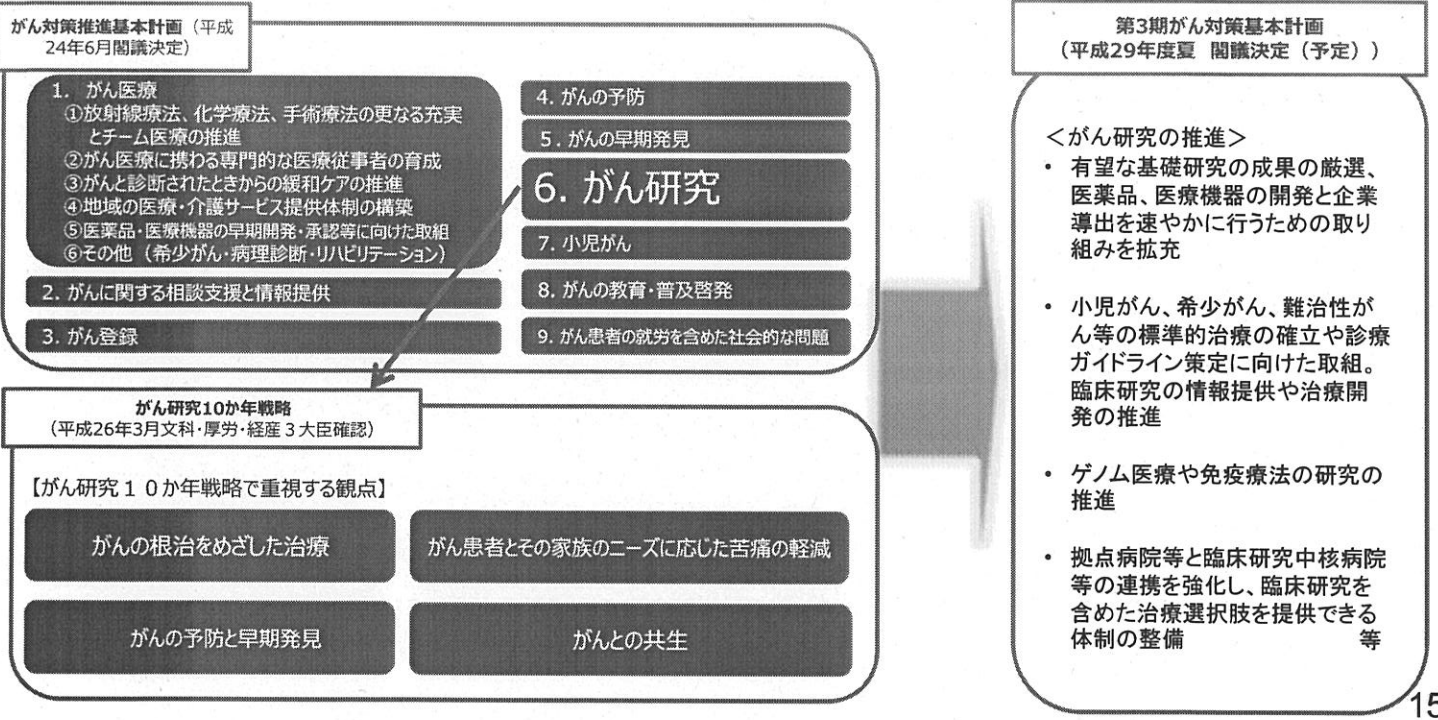 がん対策推進基本計画（平成
24年6月閣議決定）
1. がん医療
①放射線療法、化学療法、手術療法の更なる充実
とチーム医療の推進
②がん医療に携わる専門的な医療従事者の育成
③がんと診断されたときからの緩和ケアの推進
④地域の医療・介護サービス提供体制の構築
⑤医薬品・医療機器の早期開発・承認等に向けた取組
⑥その他（希少がん・病理診断・リハビリテーション）
2. がんに関する相談支援と情報提供
3. がん登録
4. がんの予防
5. がんの早期発見
6. がん研究
7. 小児がん
8. がんの教育・普及啓発
9. がん患者の就労を含めた社会的な問題
がん研究10か年戦略
（平成26年3月文科・厚労・経産３大臣確認）
【がん研究１０か年戦略で重視する観点】
がんの根治をめざした治療
がん患者とその家族のニーズに応じた苦痛の軽減
がんの予防と早期発見
がんとの共生
第3期がん対策基本計画
（平成29年度夏 閣議決定（予定））
＜がん研究の推進＞
・ 有望な基礎研究の成果の厳選、
医薬品、医療機器の開発と企業
導出を速やかに行うための取り
組みを拡充
・ 小児がん、希少がん、難治性が
ん等の標準的治療の確立や診療
ガイドライン策定に向けた取組。
臨床研究の情報提供や治療開
発の推進
・ ゲノム医療や免疫療法の研究の
推進
・ 拠点病院等と臨床研究中核病院
等の連携を強化し、臨床研究を
含めた治療選択肢を提供できる
体制の整備 等
15